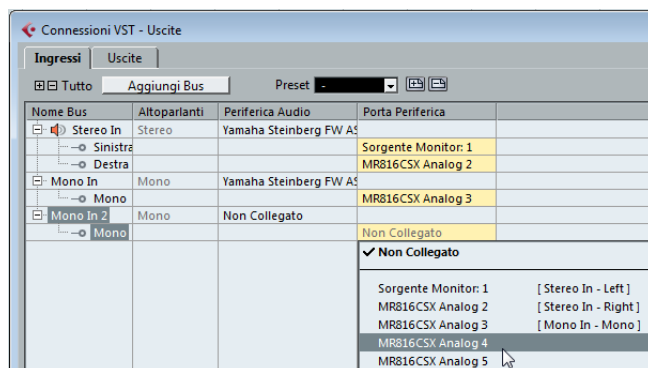 Connessioni VST - Uscite
Ingressi Uscite
Tutto Aggiungi Bus Preset -
Nome Bus Altoparlanti Periferica Audio Porta Periferica
Stereo In Stereo Yamaha Steinberg FW AS
Sinistra Sorgente Monitor: 1
Destra MR816CSX Analog 2
Mono In Mono Yamaha Steinberg FW AS
Mono MR816CSX Analog 3
Mono In 2 Mono Non Collegato
Mono Non Collegato
✓ Non Collegato
Sorgente Monitor: 1 [ Stereo In - Left ]
MR816CSX Analog 2 [ Stereo In - Right ]
MR816CSX Analog 3 [ Mono In - Mono ]
MR816CSX Analog 4
MR816CSX Analog 5